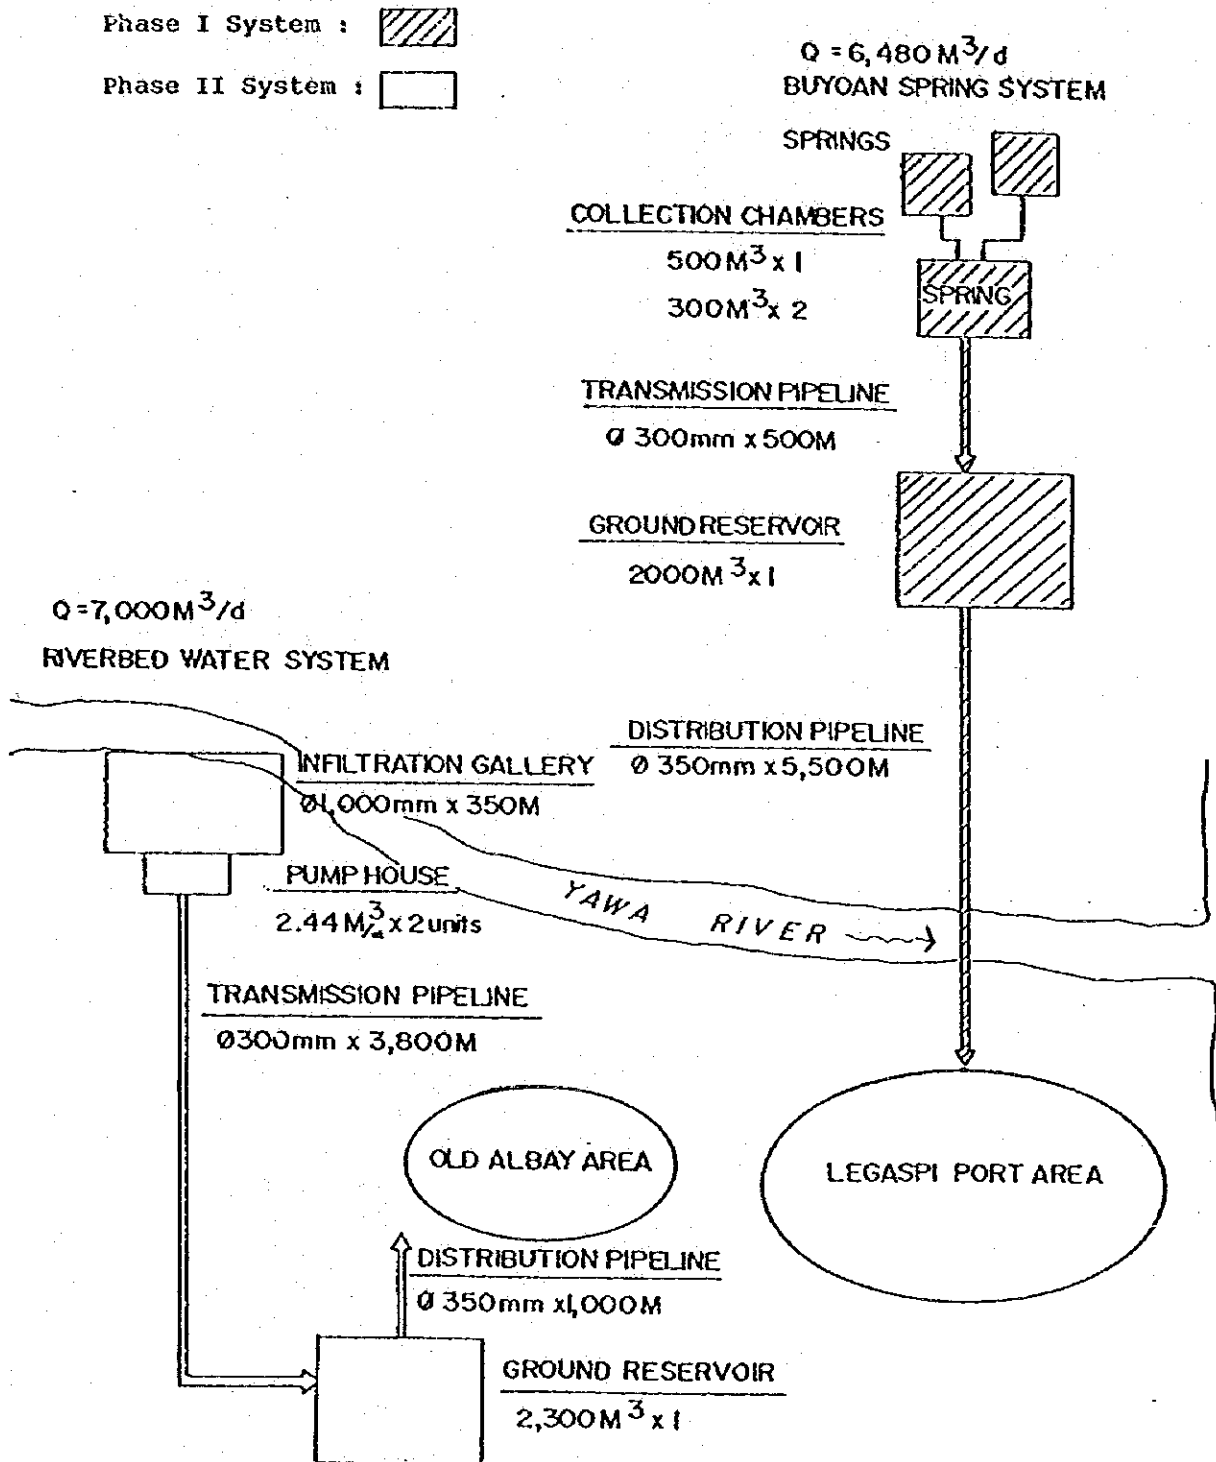 Phase I System :
Phase II System :
Q = 6,480 M³/d
BUYOAN SPRING SYSTEM
SPRINGS
COLLECTION CHAMBERS
500M³ x 1
300M³ x 2
SPRING
TRANSMISSION PIPELINE
Ø 300mm x 500M
GROUND RESERVOIR
2000M³ x 1
Q = 7,000 M³/d
RIVERBED WATER SYSTEM
DISTRIBUTION PIPELINE
Ø 350mm x 5,500M
INFILTRATION GALLERY
Ø1,000mm x 350M
PUMP HOUSE
2.44 M³/ x 2 units
YAWA RIVER
TRANSMISSION PIPELINE
Ø300mm x 3,800M
OLD ALBAY AREA
LEGASPI PORT AREA
DISTRIBUTION PIPELINE
Ø 350mm x 1,000M
GROUND RESERVOIR
2,300M³ x 1